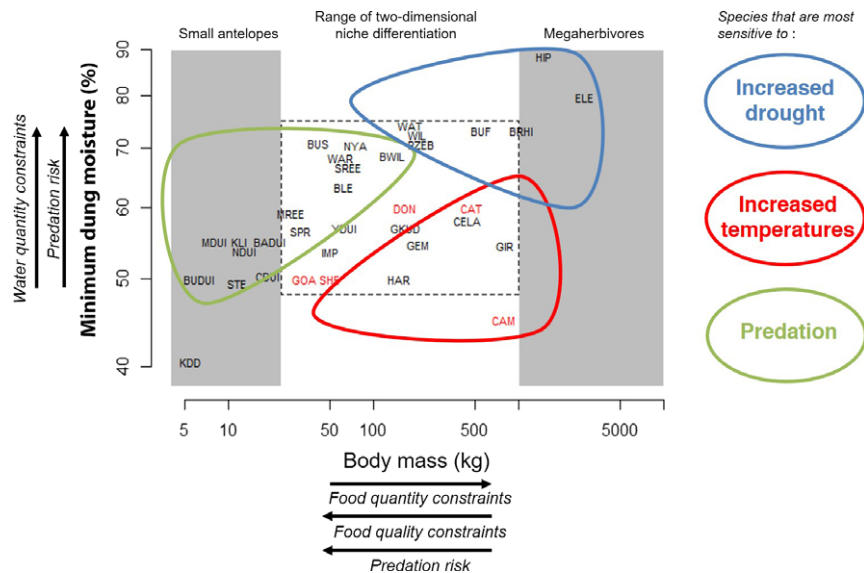 Small antelopes
Range of two-dimensional
niche differentiation
Megaherbivores
Species that are most
sensitive to :
Water quantity constraints
Predation risk
Minimum dung moisture (%)
90
80
70
60
50
40
HIP
ELE
WAT
WIL
PZEB
BUF
BRHI
BUS
NYA
BWIL
WAR
SREE
BLE
MREE
DON
CAT
SPR
YDUI
GKUD
CELA
MDUI
KLI
BADUI
NDUI
IMP
GEM
GIR
BUDUI
STE
CDUI
GOA
SHE
HAR
CAM
KDD
Increased
drought
Increased
temperatures
Predation
5
10
50
100
500
5000
Body mass (kg)
Food quantity constraints
Food quality constraints
Predation risk